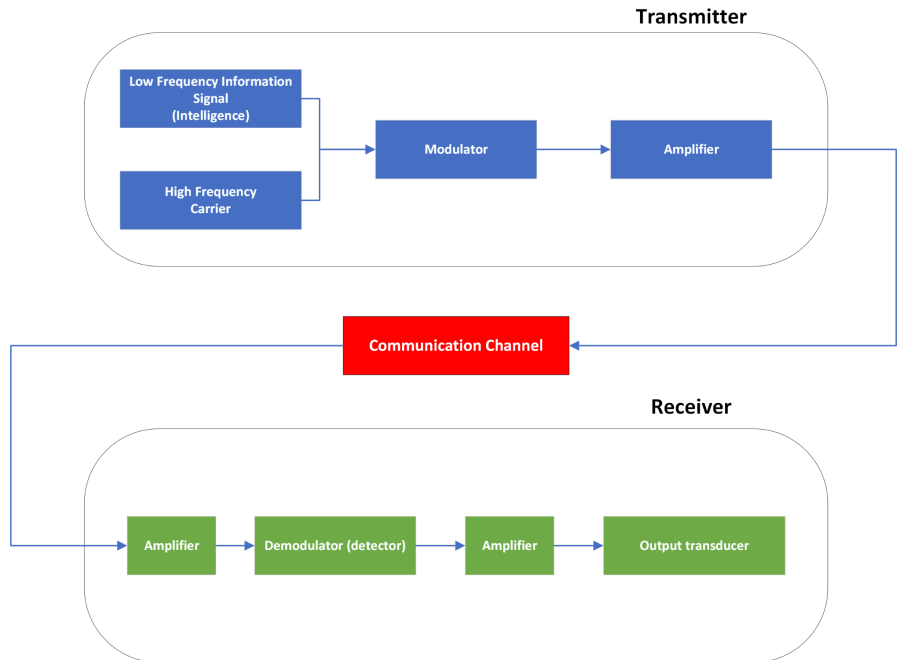 Transmitter
Low Frequency Information
Signal
(Intelligence)
High Frequency
Carrier
Modulator
Amplifier
Communication Channel
Receiver
Amplifier
Demodulator (detector)
Amplifier
Output transducer